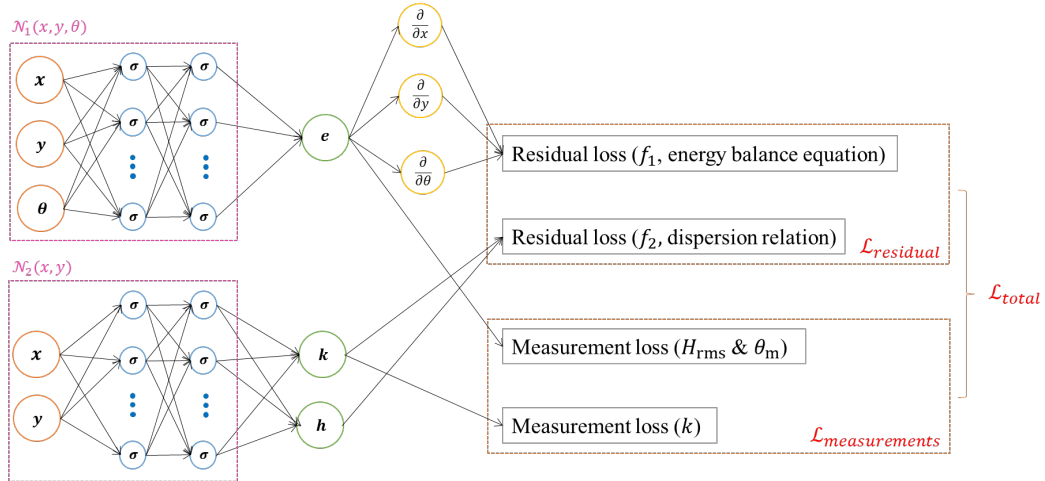 𝒩₁(x, y, θ)
x
y
θ
σ
σ
σ
σ
σ
σ
e
∂/∂x
∂/∂y
∂/∂θ
Residual loss (f₁, energy balance equation)
Residual loss (f₂, dispersion relation)
ℒ_residual
𝒩₂(x, y)
x
y
σ
σ
σ
σ
σ
σ
k
h
Measurement loss (H_rms & θ_m)
Measurement loss (k)
ℒ_measurements
ℒ_total